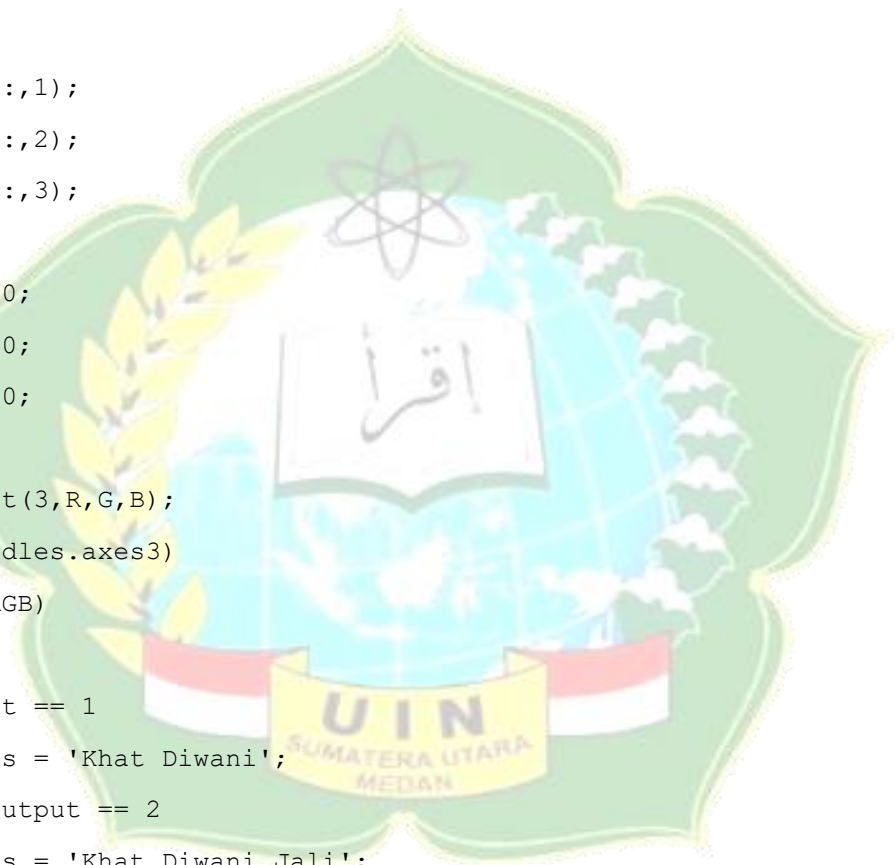 :,1);
:,2);
:,3);
0;
0;
0;
t(3,R,G,B);
dles.axes3)
GB)
t == 1
s = 'Khat Diwani';
utput == 2
s = 'Khat Diwani Jali';
اقرأ
UIN
SUMATERA UTARA
MEDAN